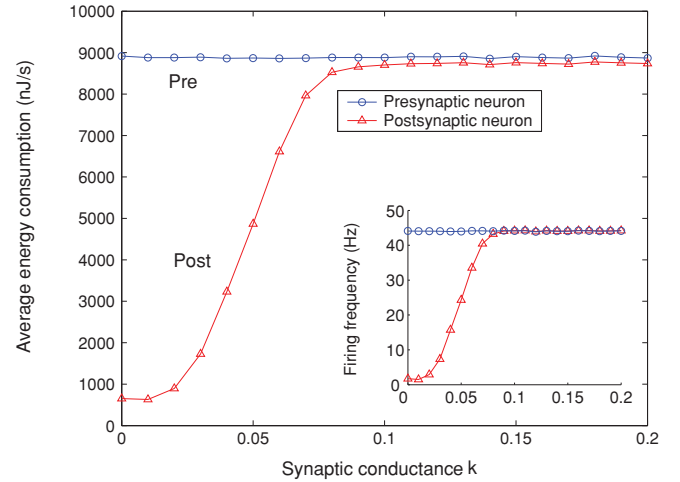 10000
9000
8000
7000
6000
5000
4000
3000
2000
1000
0
Average energy consumption (nJ/s)
Pre
Post
Presynaptic neuron
Postsynaptic neuron
50
40
30
20
10
0
Firing frequency (Hz)
0 0.05 0.1 0.15 0.2
0 0.05 0.1 0.15 0.2
Synaptic conductance k